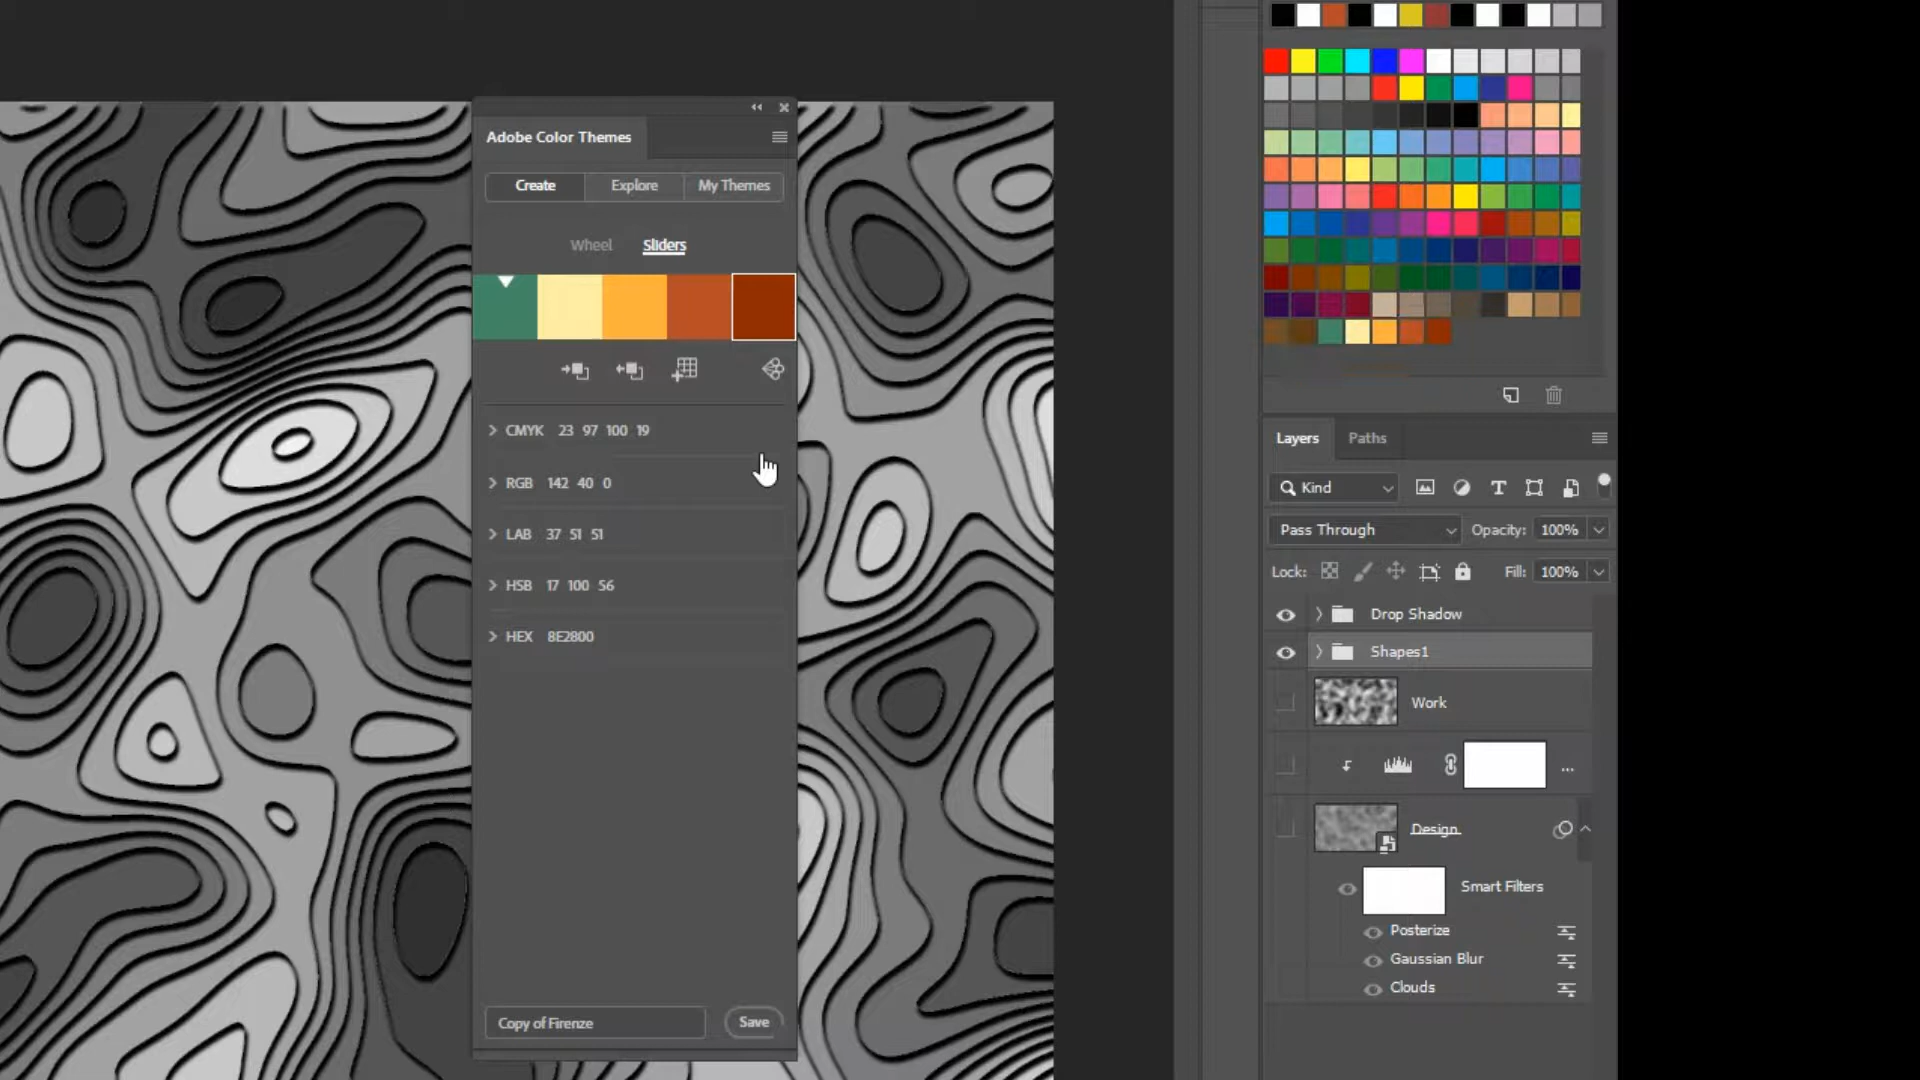 Adobe Color Themes
Create
Explore
My Themes
Wheel
Sliders
CMYK 23 97 100 19
RGB 142 40 0
LAB 37 51 51
HSB 17 100 56
HEX 8E2800
Copy of Firenze
Save
Layers
Paths
Kind
Pass Through
Opacity: 100%
Lock:
Fill: 100%
Drop Shadow
Shapes1
Work
...
Design
Smart Filters
Posterize
Gaussian Blur
Clouds